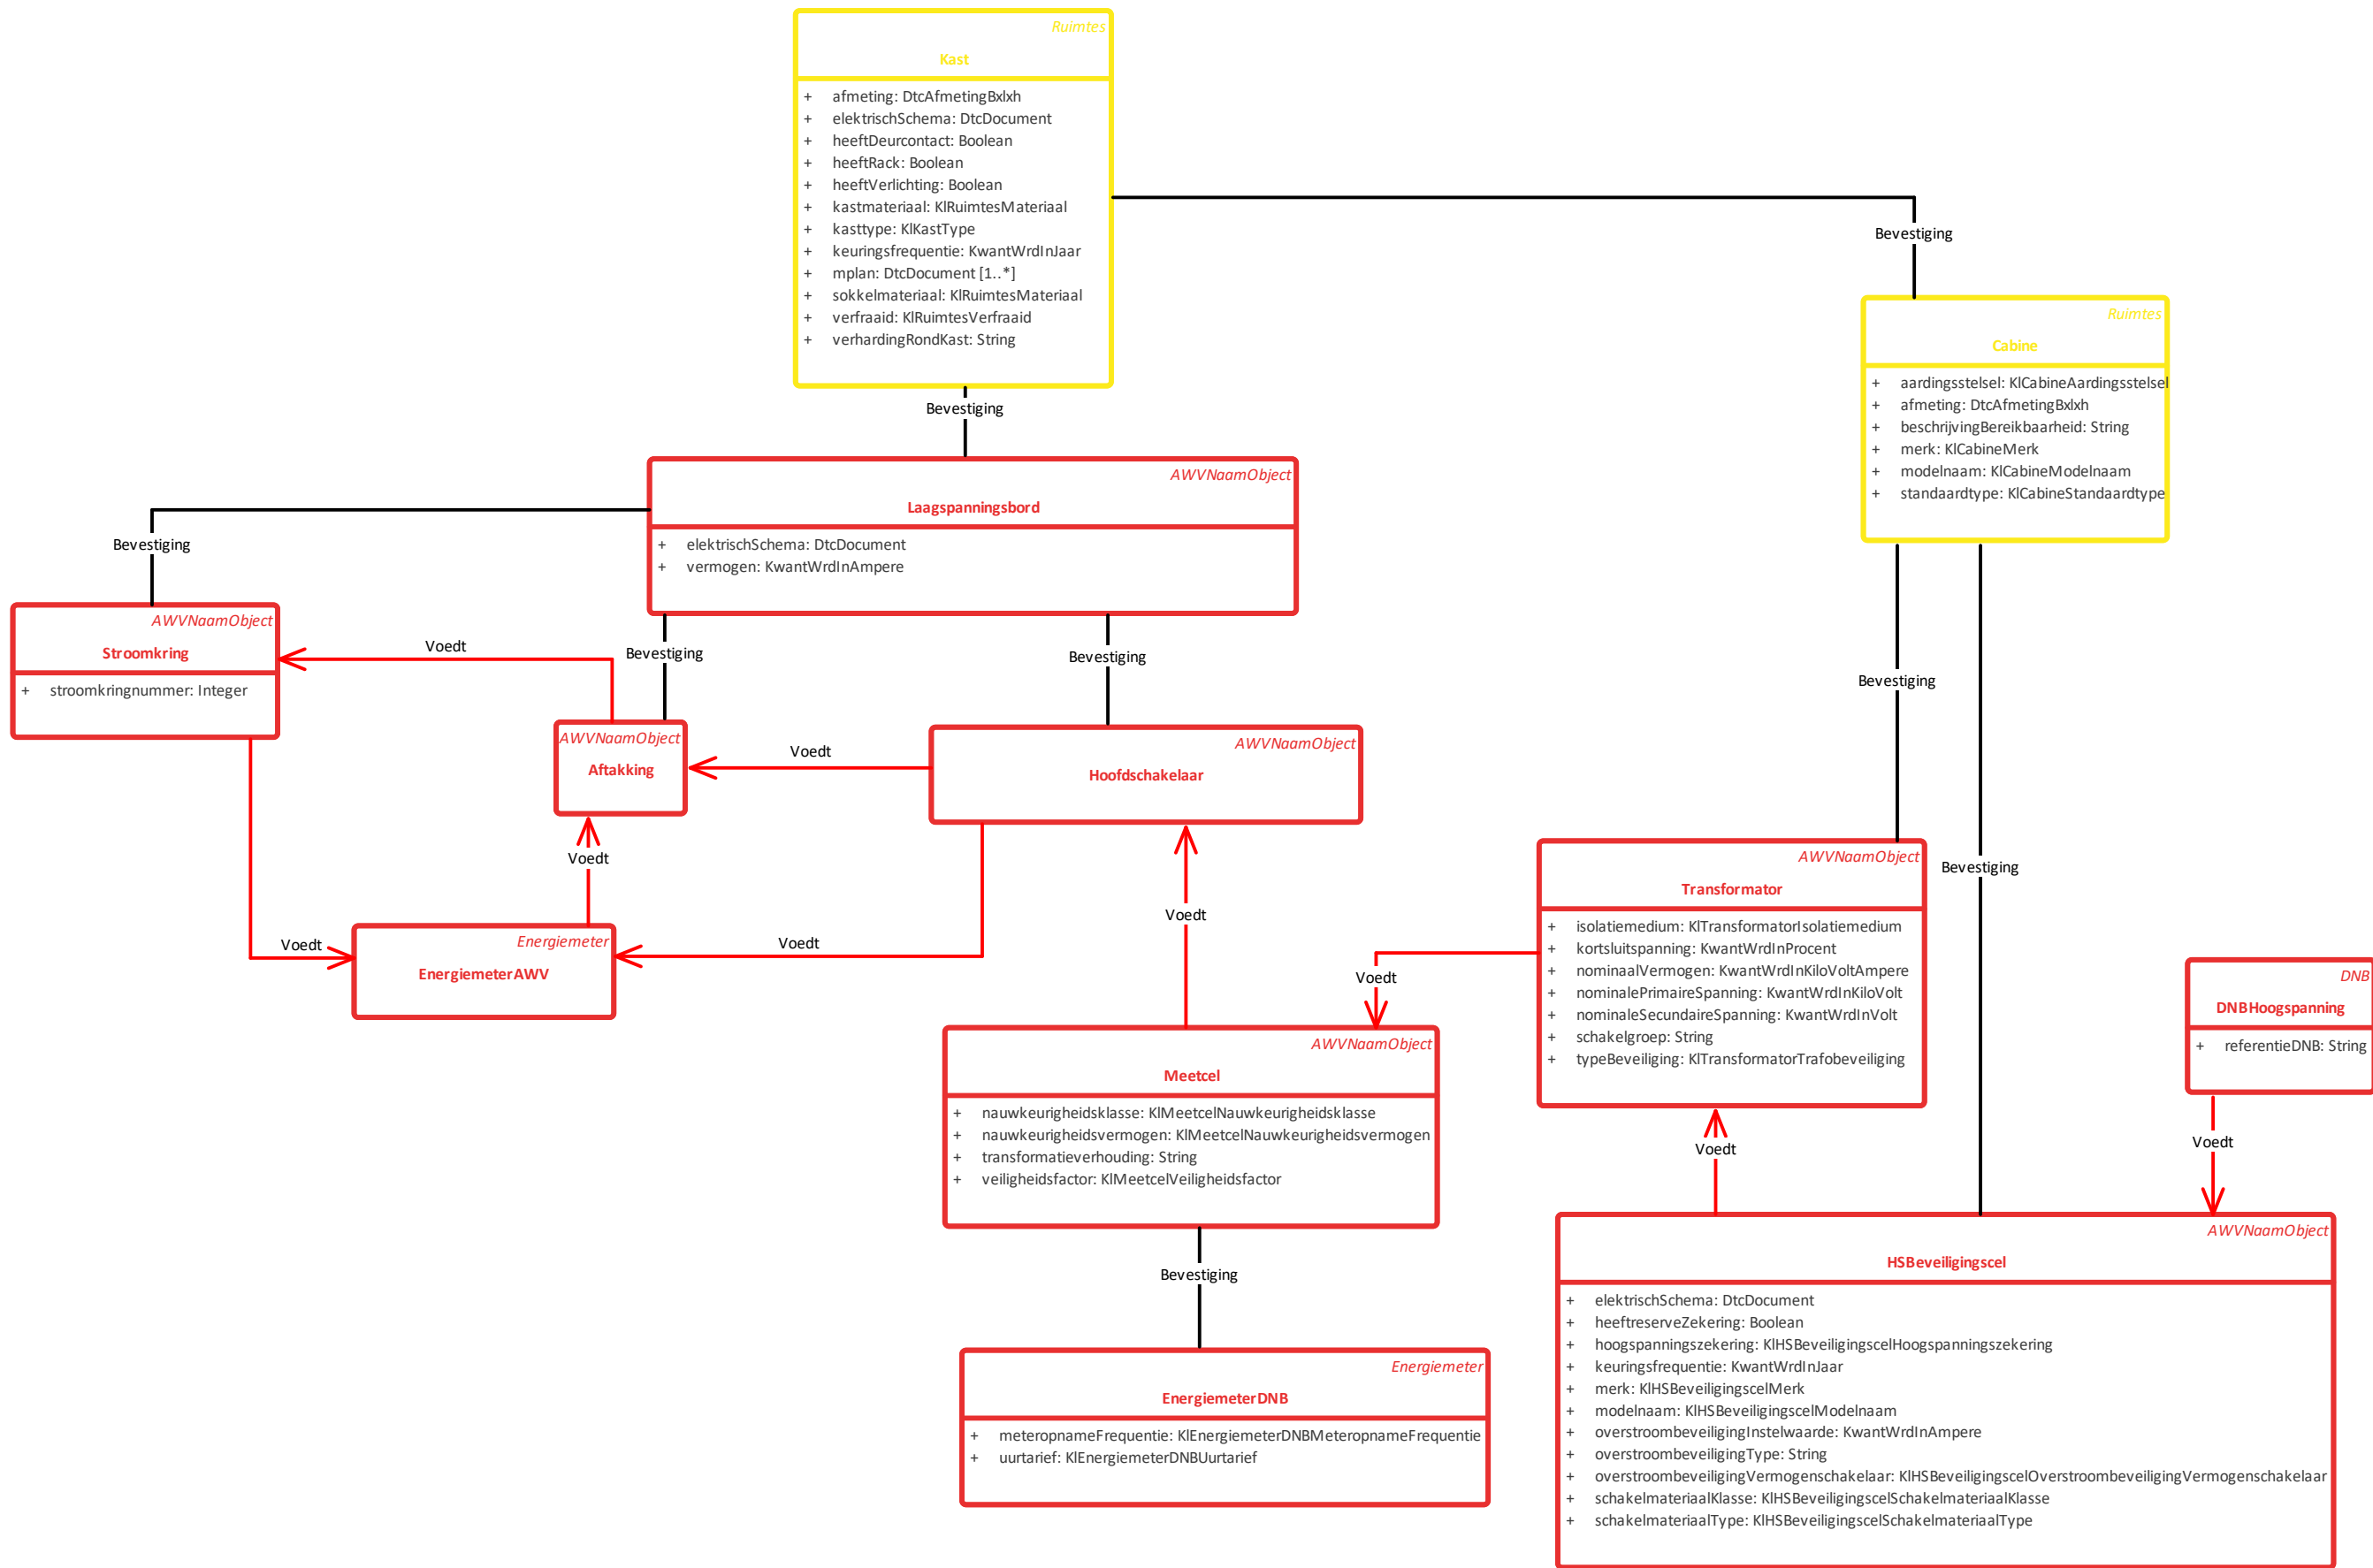 Ruimtes
Kast
+ afmeting: DtcAfmetingBxlxh
+ elektrischSchema: DtcDocument
+ heeftDeurcontact: Boolean
+ heeftRack: Boolean
+ heeftVerlichting: Boolean
+ kastmateriaal: KlRuimtesMateriaal
+ kasttype: KlKastType
+ keuringsfrequentie: KwantWrdInJaar
+ mplan: DtcDocument [1..*]
+ sokkelmateriaal: KlRuimtesMateriaal
+ verfraaid: KlRuimtesVerfraaid
+ verhardingRondKast: String
Bevestiging
Ruimtes
Cabine
+ aardingsstelsel: KlCabineAardingsstelsel
+ afmeting: DtcAfmetingBxlxh
+ beschrijvingBereikbaarheid: String
+ merk: KlCabineMerk
+ modelnaam: KlCabineModelnaam
+ standaardtype: KlCabineStandaardtype
Bevestiging
AWVNaamObject
Laagspanningsbord
+ elektrischSchema: DtcDocument
+ vermogen: KwantWrdInAmpere
Bevestiging
AWVNaamObject
Stroomkring
+ stroomkringnummer: Integer
Voedt
Bevestiging
Bevestiging
Bevestiging
AWVNaamObject
Aftakking
Voedt
AWVNaamObject
Hoofdschakelaar
Voedt
Voedt
Energiemeter
EnergiemeterAWV
Voedt
Voedt
Bevestiging
AWVNaamObject
Transformator
+ isolatiemedium: KlTransformatorIsolatiemedium
+ kortsluitspanning: KwantWrdInProcent
+ nominaalVermogen: KwantWrdInKiloVoltAmpere
+ nominalePrimaireSpanning: KwantWrdInKiloVolt
+ nominaleSecundaireSpanning: KwantWrdInVolt
+ schakelgroep: String
+ typeBeveiliging: KlTransformatorTrafobeveiliging
Voedt
DNB
DNBHoogspanning
+ referentieDNB: String
AWVNaamObject
Meetcel
+ nauwkeurigheidsklasse: KlMeetcelNauwkeurigheidsklasse
+ nauwkeurigheidsvermogen: KlMeetcelNauwkeurigheidsvermogen
+ transformatieverhouding: String
+ veiligheidsfactor: KlMeetcelVeiligheidsfactor
Voedt
Voedt
Bevestiging
AWVNaamObject
HSBeveiligingscel
+ elektrischSchema: DtcDocument
+ heeftreserveZekering: Boolean
+ hoogspanningszekering: KlHSBeveiligingscelHoogspanningszekering
+ keuringsfrequentie: KwantWrdInJaar
+ merk: KlHSBeveiligingscelMerk
+ modelnaam: KlHSBeveiligingscelModelnaam
+ overstroombeveiligingInstelwaarde: KwantWrdInAmpere
+ overstroombeveiligingType: String
+ overstroombeveiligingVermogenschakelaar: KlHSBeveiligingscelOverstroombeveiligingVermogenschakelaar
+ schakelmateriaalKlasse: KlHSBeveiligingscelSchakelmateriaalKlasse
+ schakelmateriaalType: KlHSBeveiligingscelSchakelmateriaalType
Energiemeter
EnergiemeterDNB
+ meteropnameFrequentie: KlEnergiemeterDNBMeteropnameFrequentie
+ uurtarief: KlEnergiemeterDNBUurtarief